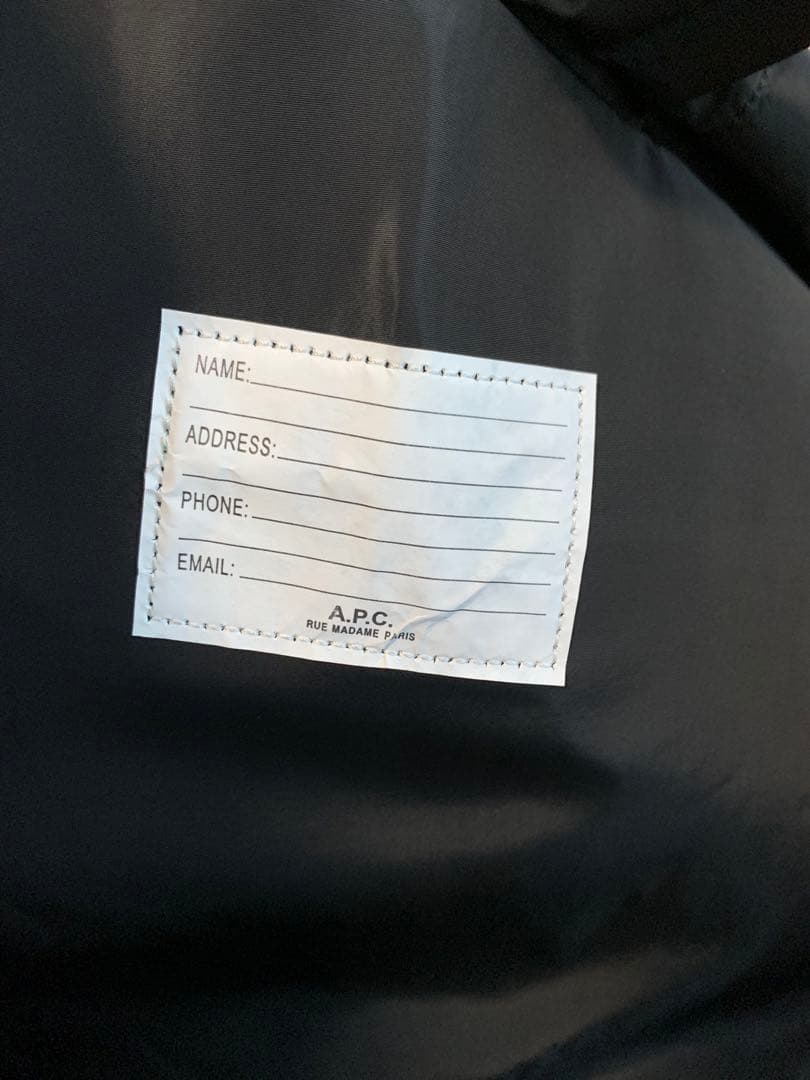 NAME:
ADDRESS:
PHONE:
EMAIL:
A.P.C.
RUE MADAME PARIS